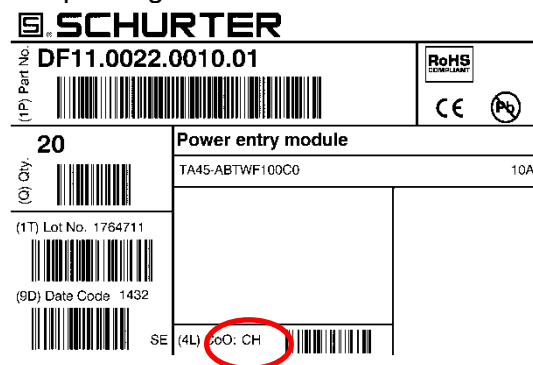 SCHURTER
(1P) Part No.
DF11.0022.0010.01
RoHS
COMPLIANT
CE
Pb
(Q) Qty.
20
Power entry module
TA45-ABTWF100C0 10A
(1T) Lot No. 1764711
(9D) Date Code 1432
SE
(4L) CoO: CH